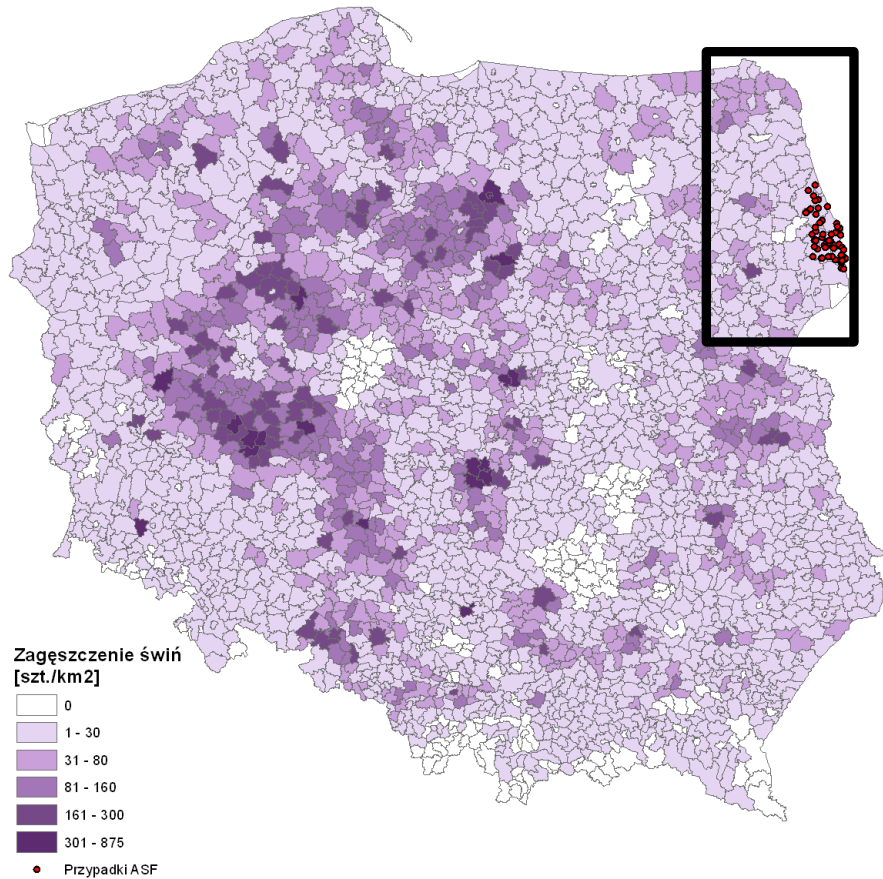 Zagęszczenie świń
[szt./km2]
0
1 - 30
31 - 80
81 - 160
161 - 300
301 - 875
Przypadki ASF